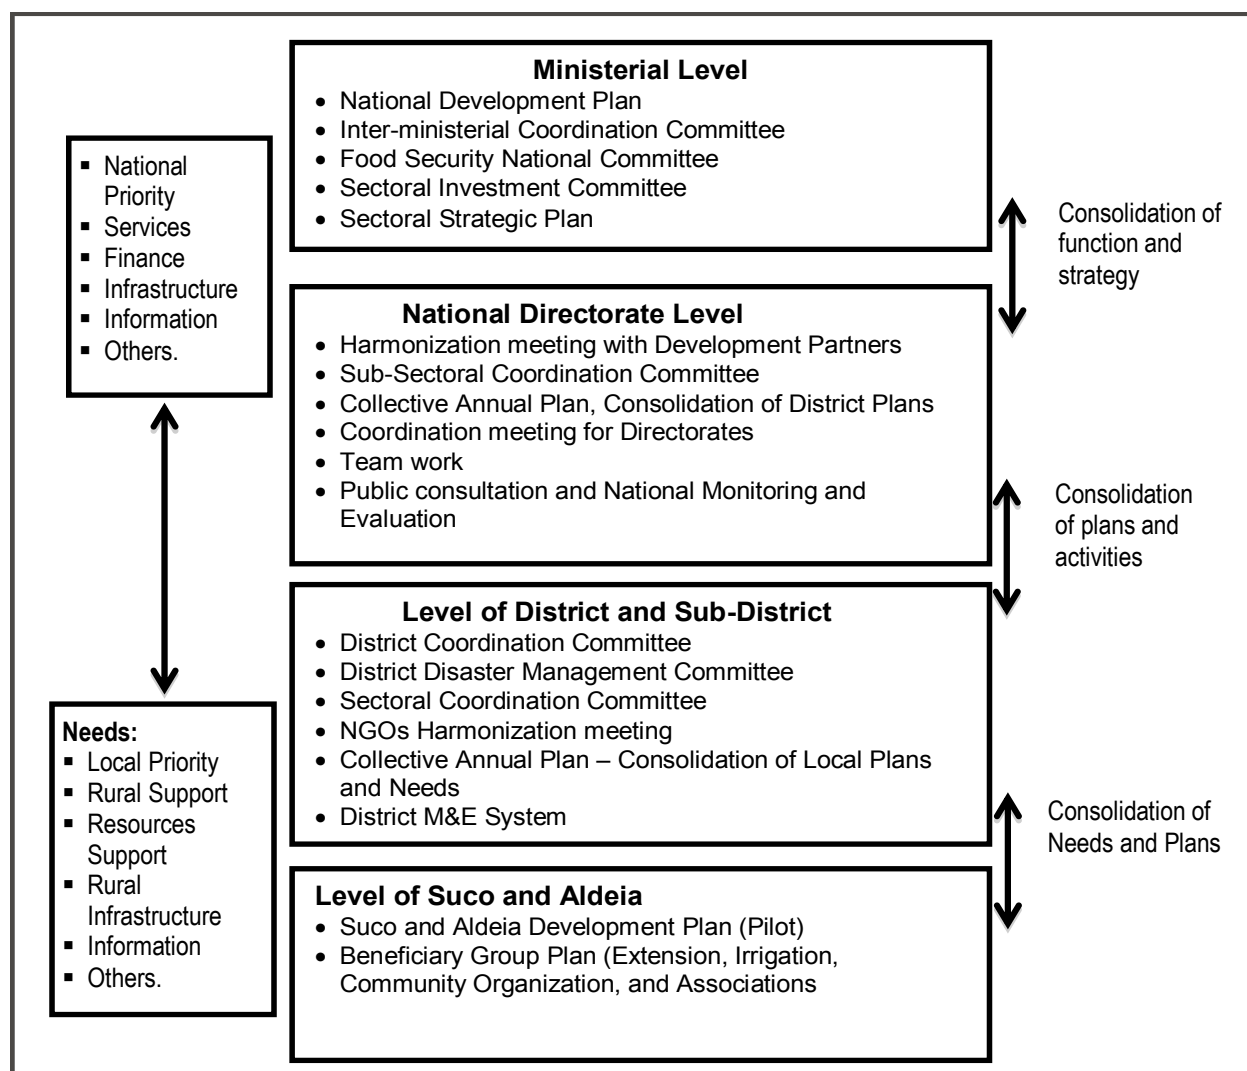 Ministerial Level
• National Development Plan
• Inter-ministerial Coordination Committee
• Food Security National Committee
• Sectoral Investment Committee
• Sectoral Strategic Plan
▪ National
Priority
▪ Services
▪ Finance
▪ Infrastructure
▪ Information
▪ Others.
Consolidation of
function and
strategy
National Directorate Level
• Harmonization meeting with Development Partners
• Sub-Sectoral Coordination Committee
• Collective Annual Plan, Consolidation of District Plans
• Coordination meeting for Directorates
• Team work
• Public consultation and National Monitoring and
Evaluation
Consolidation
of plans and
activities
Level of District and Sub-District
• District Coordination Committee
• District Disaster Management Committee
• Sectoral Coordination Committee
• NGOs Harmonization meeting
• Collective Annual Plan – Consolidation of Local Plans
and Needs
• District M&E System
Needs:
▪ Local Priority
▪ Rural Support
▪ Resources
Support
▪ Rural
Infrastructure
▪ Information
▪ Others.
Consolidation of
Needs and Plans
Level of Suco and Aldeia
• Suco and Aldeia Development Plan (Pilot)
• Beneficiary Group Plan (Extension, Irrigation,
Community Organization, and Associations